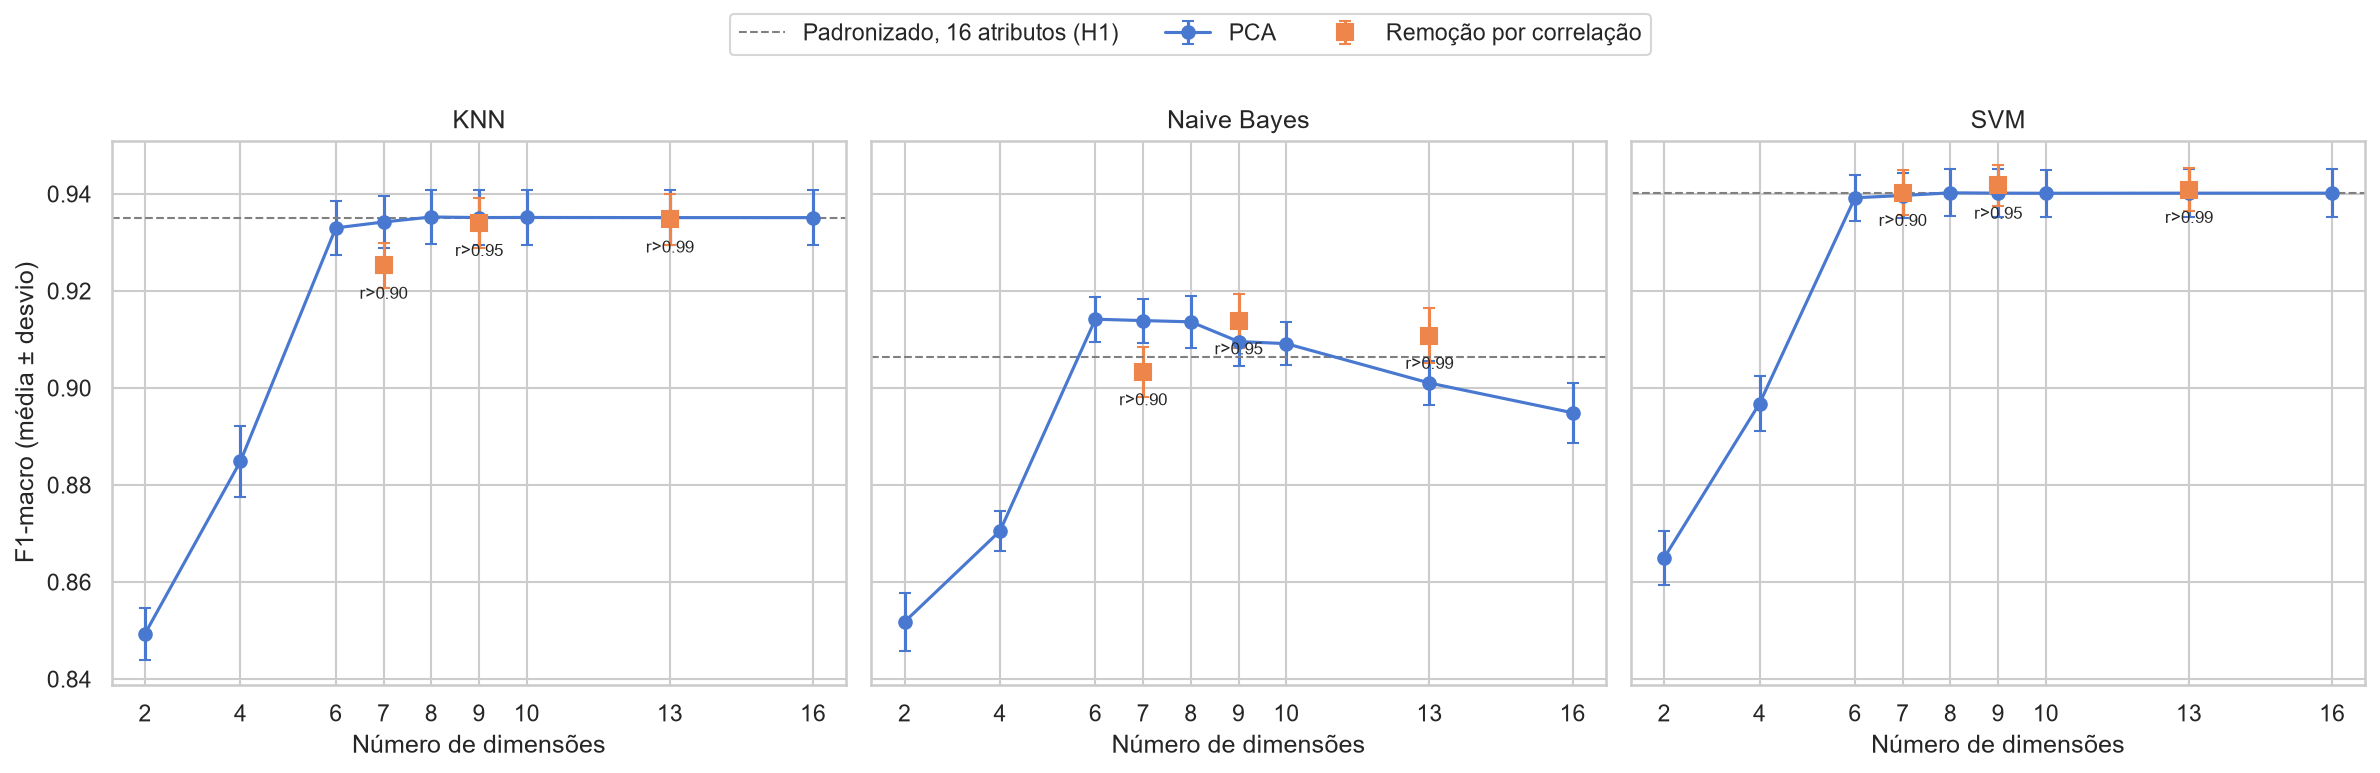 Padronizado, 16 atributos (H1) PCA Remoção por correlação
KNN Naive Bayes SVM
F1-macro (média ± desvio)
0.94
0.92
0.90
0.88
0.86
0.84
r>0.90 r>0.95 r>0.99
r>0.90 r>0.95 r>0.99
r>0.90 r>0.95 r>0.99
2 4 6 7 8 9 10 13 16 2 4 6 7 8 9 10 13 16 2 4 6 7 8 9 10 13 16
Número de dimensões Número de dimensões Número de dimensões